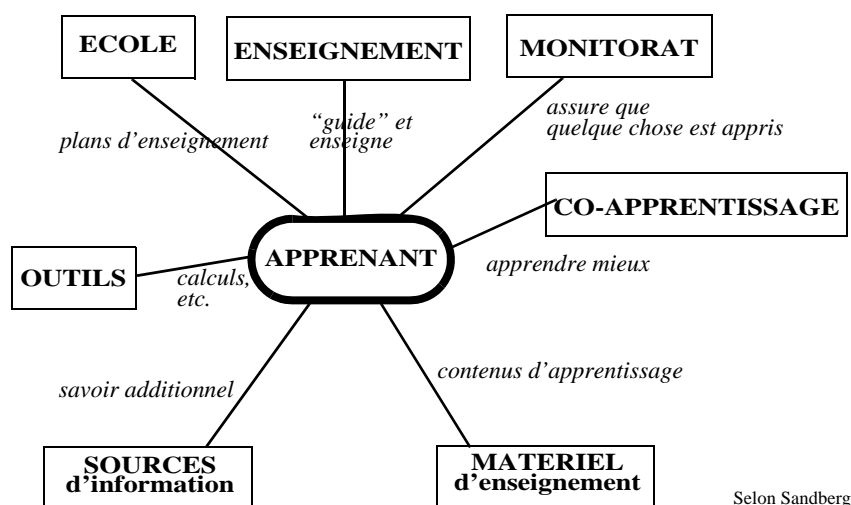 ECOLE
ENSEIGNEMENT
MONITORAT
plans d’enseignement
“guide” et
enseigne
assure que
quelque chose est appris
CO-APPRENTISSAGE
APPRENANT
OUTILS
calculs,
etc.
apprendre mieux
savoir additionnel
contenus d’apprentissage
SOURCES
d’information
MATERIEL
d’enseignement
Selon Sandberg